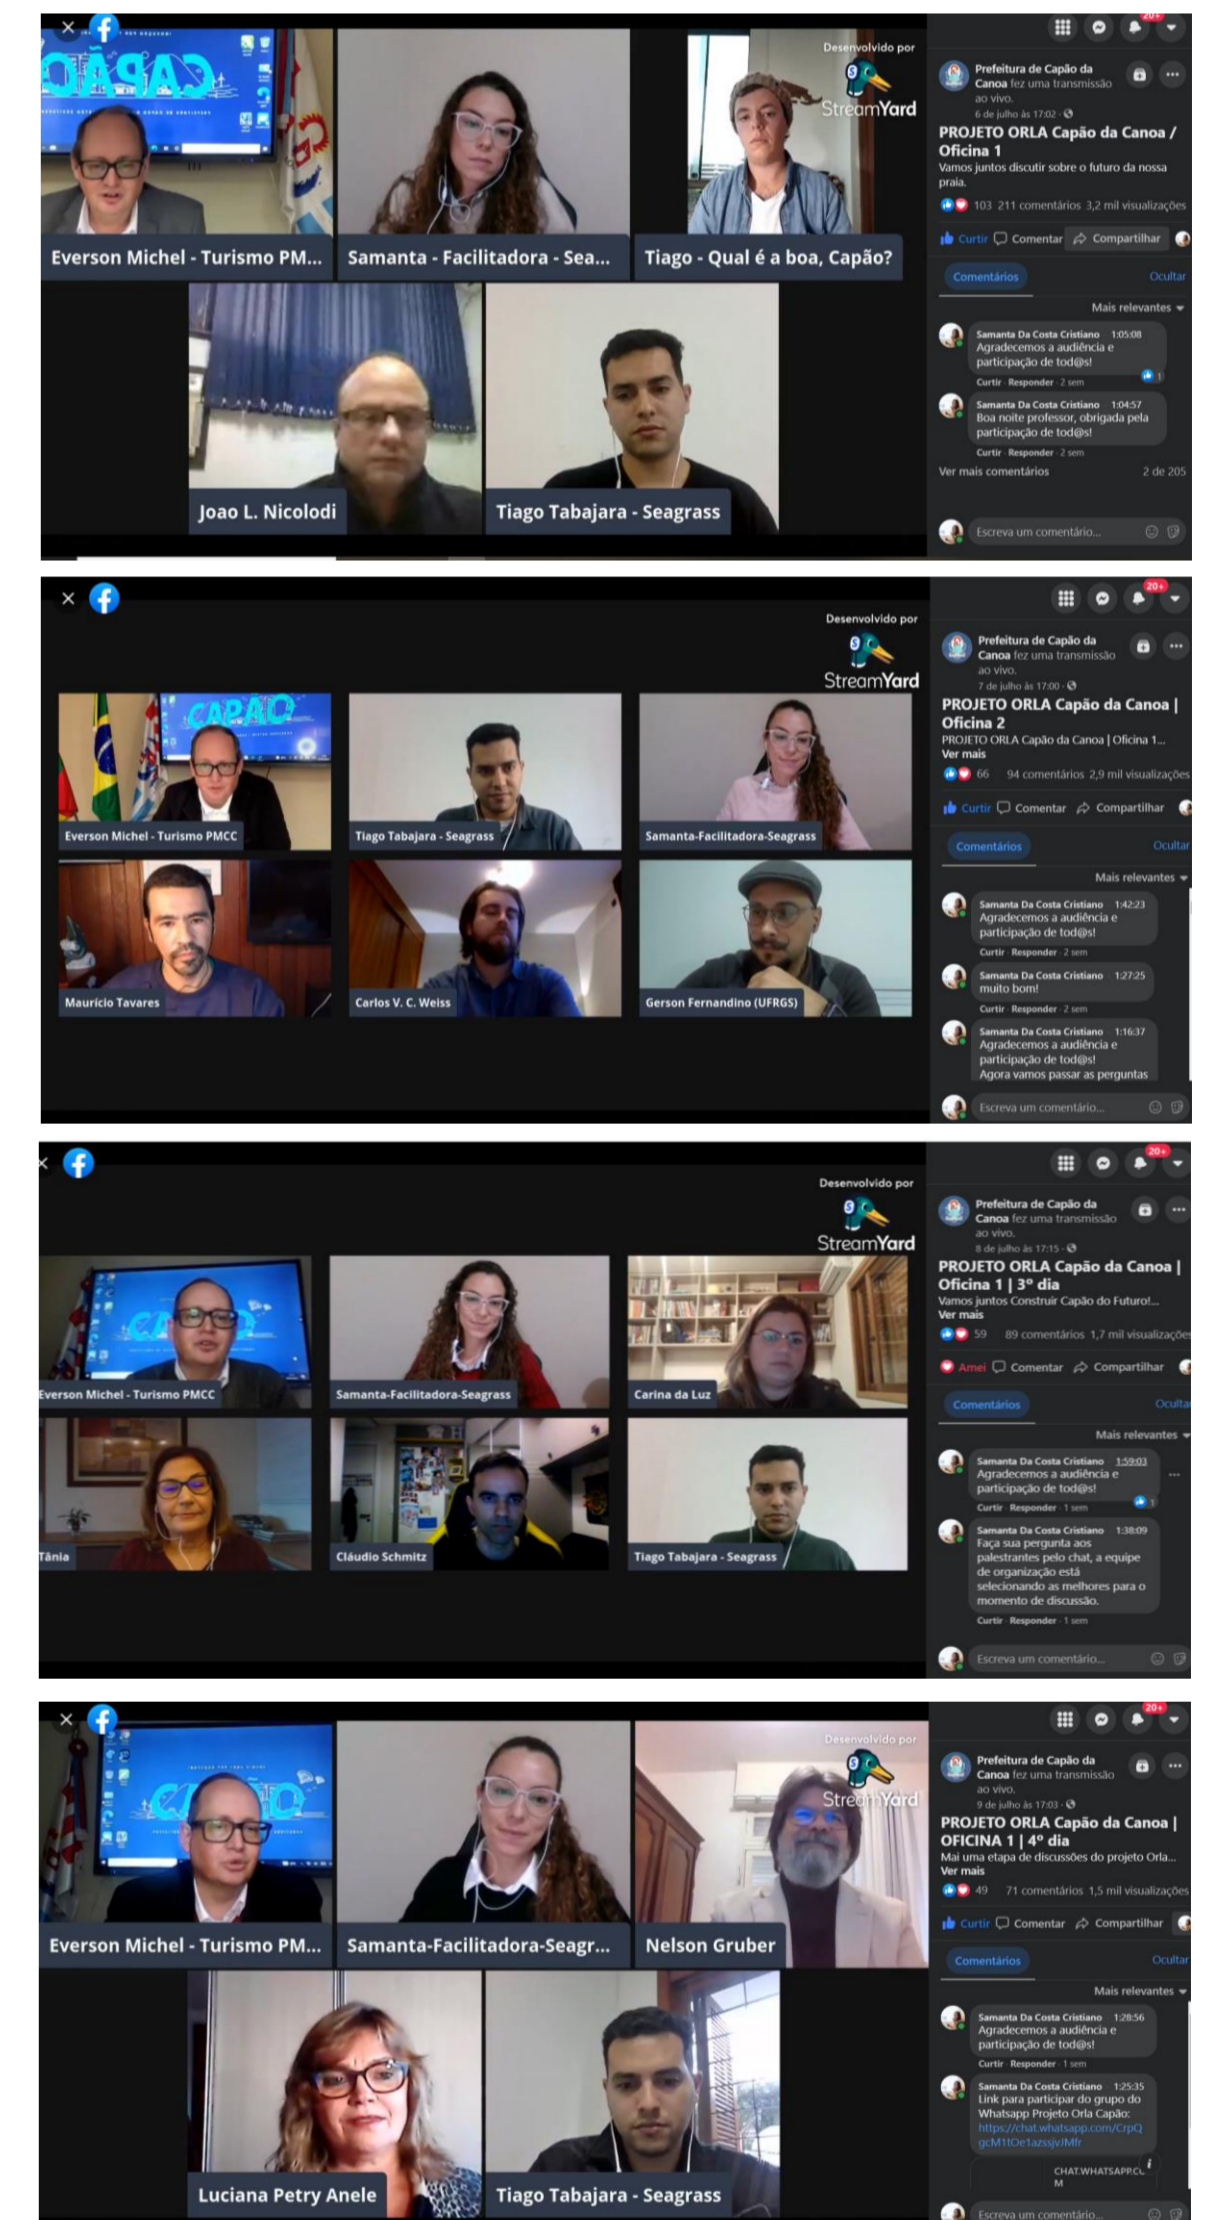 CAPÃO
Desenvolvido por
StreamYard
Everson Michel - Turismo PM...
Samanta - Facilitadora - Sea...
Tiago - Qual é a boa, Capão?
Joao L. Nicolodi
Tiago Tabajara - Seagrass
20+
Prefeitura de Capão da
Canoa fez uma transmissão
ao vivo.
6 de julho às 17:02 ·
PROJETO ORLA Capão da Canoa /
Oficina 1
Vamos juntos discutir sobre o futuro da nossa
praia.
103 211 comentários 3,2 mil visualizações
Curtir Comentar Compartilhar
Comentários Ocultar
Mais relevantes
Samanta Da Costa Cristiano 1:05:08
Agradecemos a audiência e
participação de tod@s!
Curtir · Responder · 2 sem
1
Samanta Da Costa Cristiano 1:04:57
Boa noite professor, obrigada pela
participação de tod@s!
Curtir · Responder · 2 sem
Ver mais comentários 2 de 205
Escreva um comentário...
Desenvolvido por
StreamYard
CAPÃO
Everson Michel - Turismo PMCC
Tiago Tabajara - Seagrass
Samanta-Facilitadora-Seagrass
Maurício Tavares
Carlos V. C. Weiss
Gerson Fernandino (UFRGS)
20+
Prefeitura de Capão da
Canoa fez uma transmissão
ao vivo.
7 de julho às 17:00 ·
PROJETO ORLA Capão da Canoa |
Oficina 2
PROJETO ORLA Capão da Canoa | Oficina 1...
Ver mais
66 94 comentários 2,9 mil visualizações
Curtir Comentar Compartilhar
Comentários Ocultar
Mais relevantes
Samanta Da Costa Cristiano 1:42:23
Agradecemos a audiência e
participação de tod@s!
Curtir · Responder · 2 sem
Samanta Da Costa Cristiano 1:27:25
muito bom!
Curtir · Responder · 2 sem
Samanta Da Costa Cristiano 1:16:37
Agradecemos a audiência e
participação de tod@s!
Agora vamos passar as perguntas
Escreva um comentário...
Desenvolvido por
StreamYard
Everson Michel - Turismo PMCC
Samanta-Facilitadora-Seagrass
Carina da Luz
Tânia
Cláudio Schmitz
Tiago Tabajara - Seagrass
20+
Prefeitura de Capão da
Canoa fez uma transmissão
ao vivo.
8 de julho às 17:15 ·
PROJETO ORLA Capão da Canoa |
Oficina 1 | 3º dia
Vamos juntos Construir Capão do Futuro!...
Ver mais
59 89 comentários 1,7 mil visualizações
Amei Comentar Compartilhar
Comentários Ocultar
Mais relevantes
Samanta Da Costa Cristiano 1:59:03
Agradecemos a audiência e
participação de tod@s!
Curtir · Responder · 1 sem
1
Samanta Da Costa Cristiano 1:38:09
Faça sua pergunta aos
palestrantes pelo chat, a equipe
de organização está
selecionando as melhores para o
momento de discussão.
Curtir · Responder · 1 sem
Escreva um comentário...
Desenvolvido por
StreamYard
Everson Michel - Turismo PM...
Samanta-Facilitadora-Seagr...
Nelson Gruber
Luciana Petry Anele
Tiago Tabajara - Seagrass
20+
Prefeitura de Capão da
Canoa fez uma transmissão
ao vivo.
9 de julho às 17:03 ·
PROJETO ORLA Capão da Canoa |
OFICINA 1 | 4º dia
Mai uma etapa de discussões do projeto Orla...
Ver mais
49 71 comentários 1,5 mil visualizações
Curtir Comentar Compartilhar
Comentários Ocultar
Mais relevantes
Samanta Da Costa Cristiano 1:28:56
Agradecemos a audiência e
participação de tod@s!
Curtir · Responder · 1 sem
Samanta Da Costa Cristiano 1:25:35
Link para participar do grupo do
Whatsapp Projeto Orla Capão:
https://chat.whatsapp.com/CrpQ
gcM1tOe1azssjvJMfr
CHAT.WHATSAPP.CO
M
Escreva um comentário...